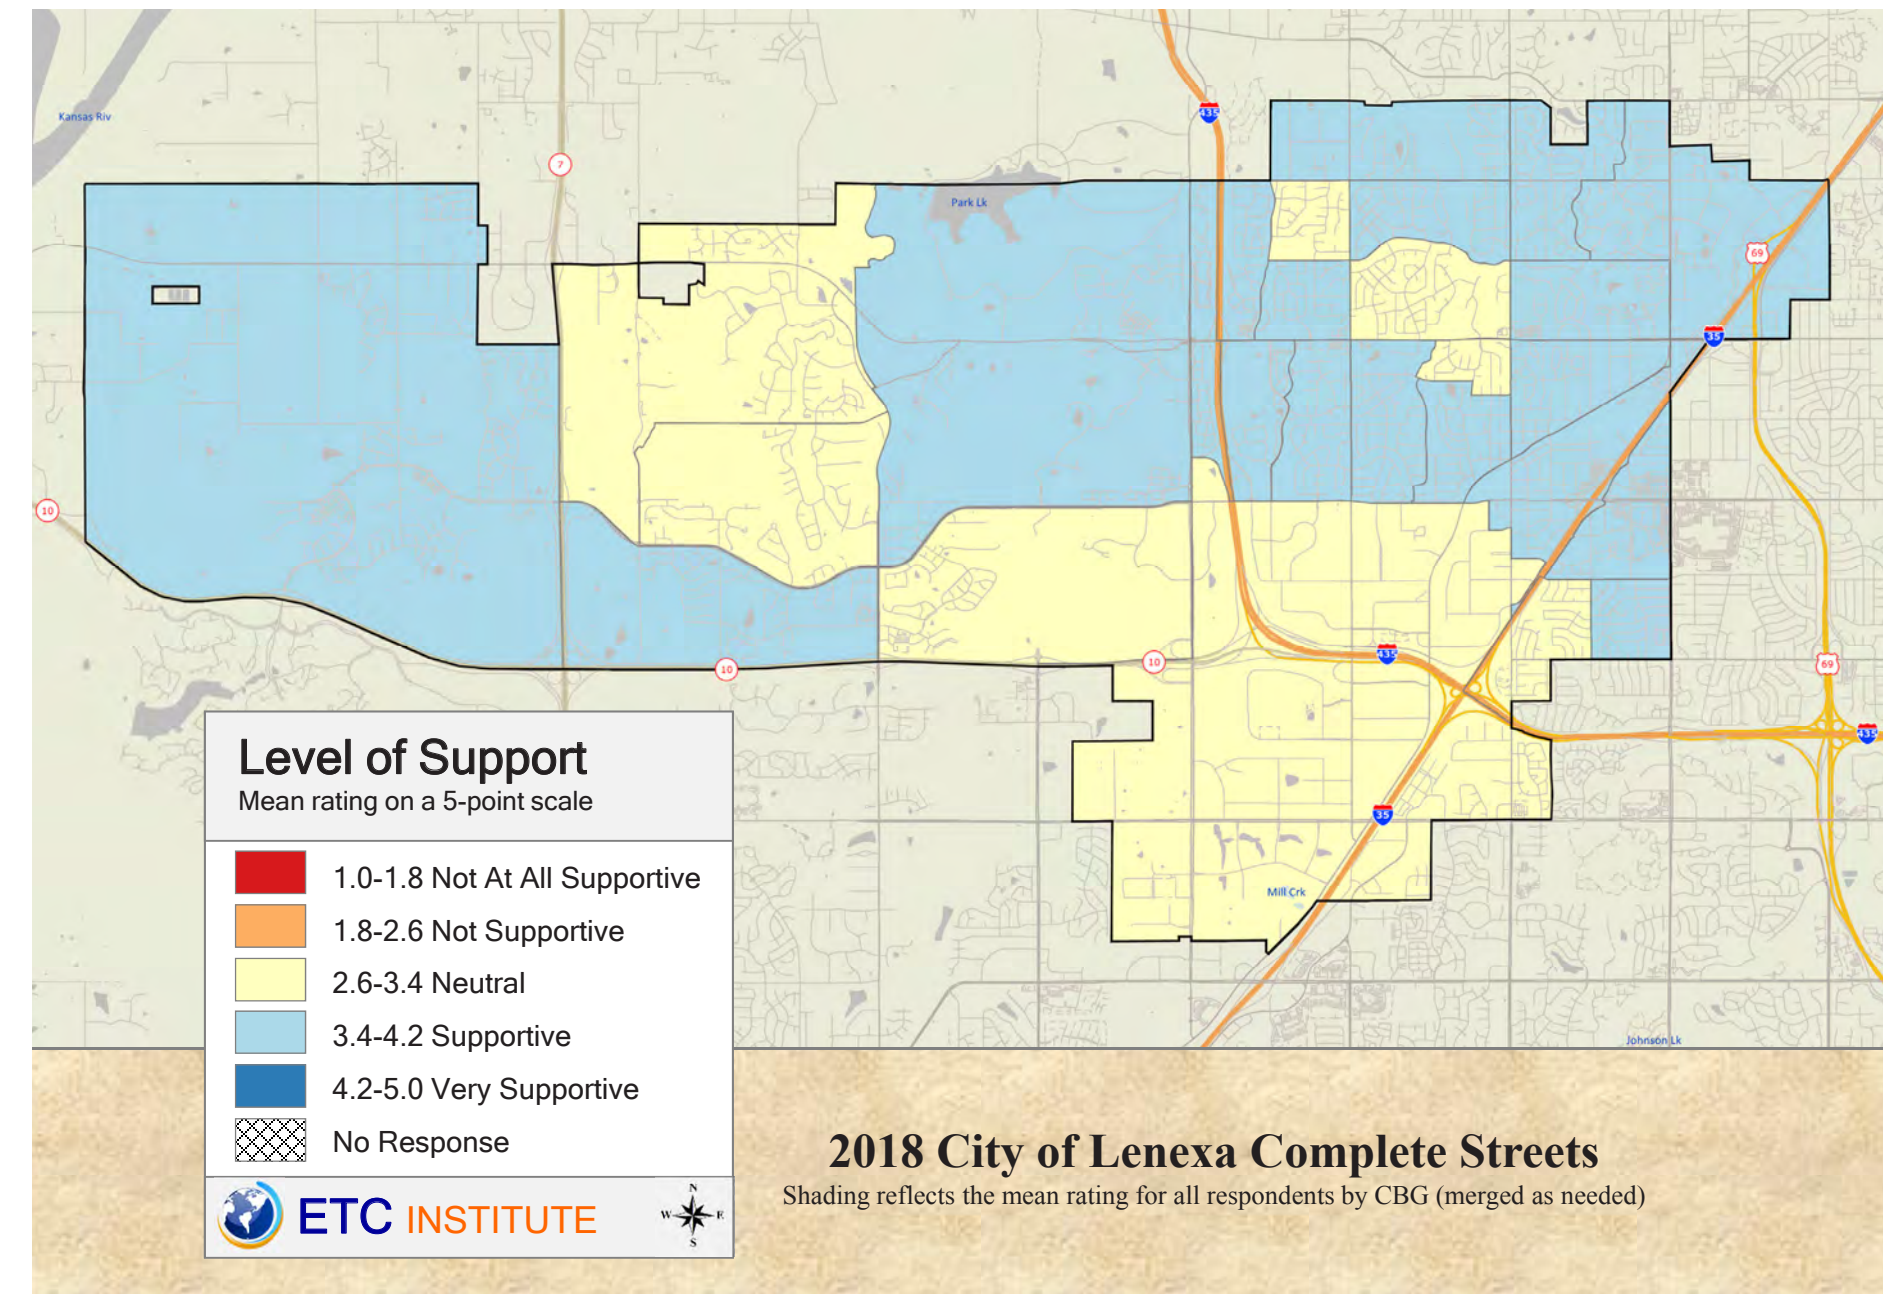 Kansas Riv
435
7
Park Lk
69
35
10
10
10
435
69
435
35
Mill Crk
Johnson Lk
Level of Support
Mean rating on a 5-point scale
1.0-1.8 Not At All Supportive
1.8-2.6 Not Supportive
2.6-3.4 Neutral
3.4-4.2 Supportive
4.2-5.0 Very Supportive
No Response
ETC INSTITUTE
N
W E
S
2018 City of Lenexa Complete Streets
Shading reflects the mean rating for all respondents by CBG (merged as needed)